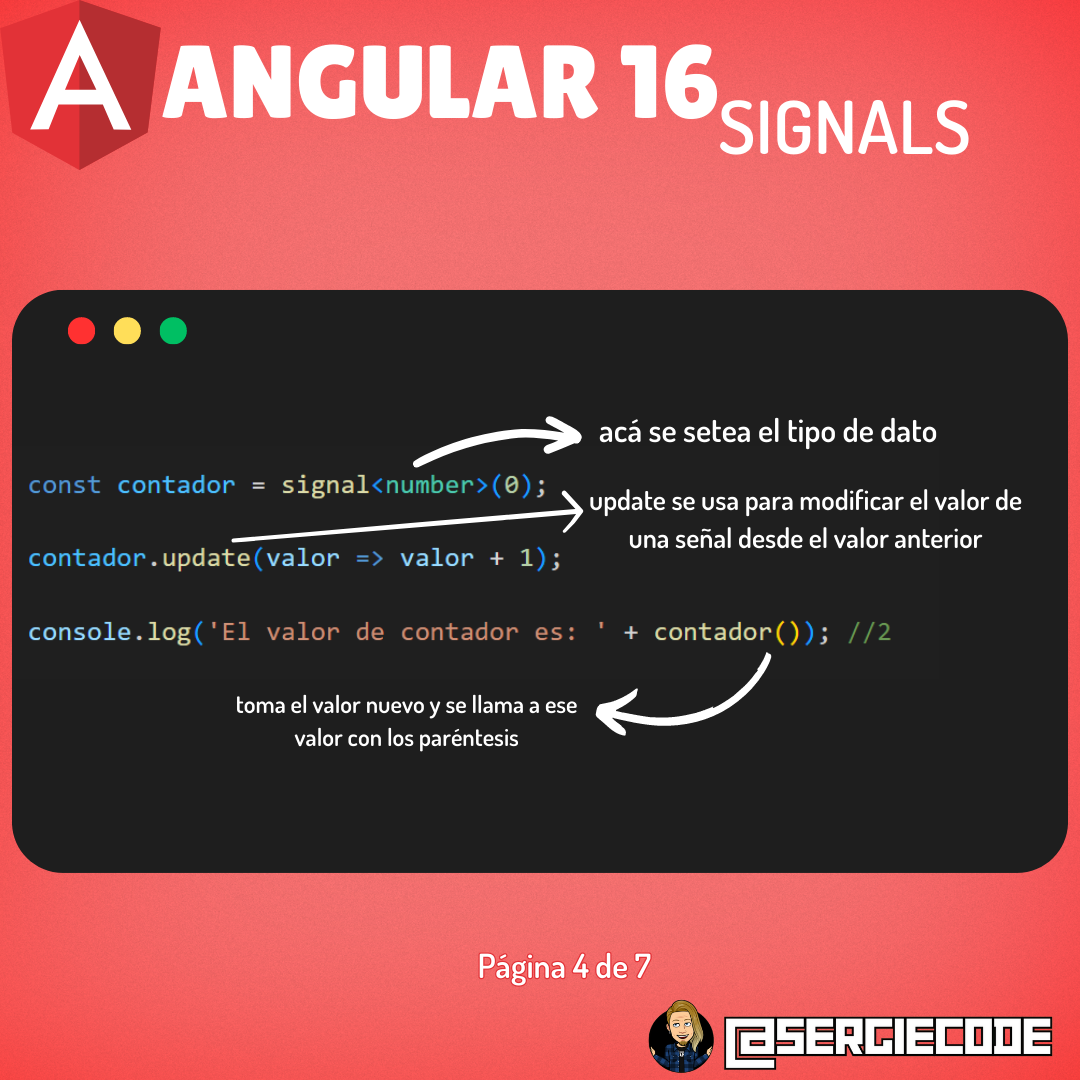 ANGULAR 16
SIGNALS
acá se setea el tipo de dato
const contador = signal<number>(0);
update se usa para modificar el valor de
una señal desde el valor anterior
contador.update(valor => valor + 1);
console.log('El valor de contador es: ' + contador()); //2
toma el valor nuevo y se llama a ese
valor con los paréntesis
Página 4 de 7
@SERGIECODE